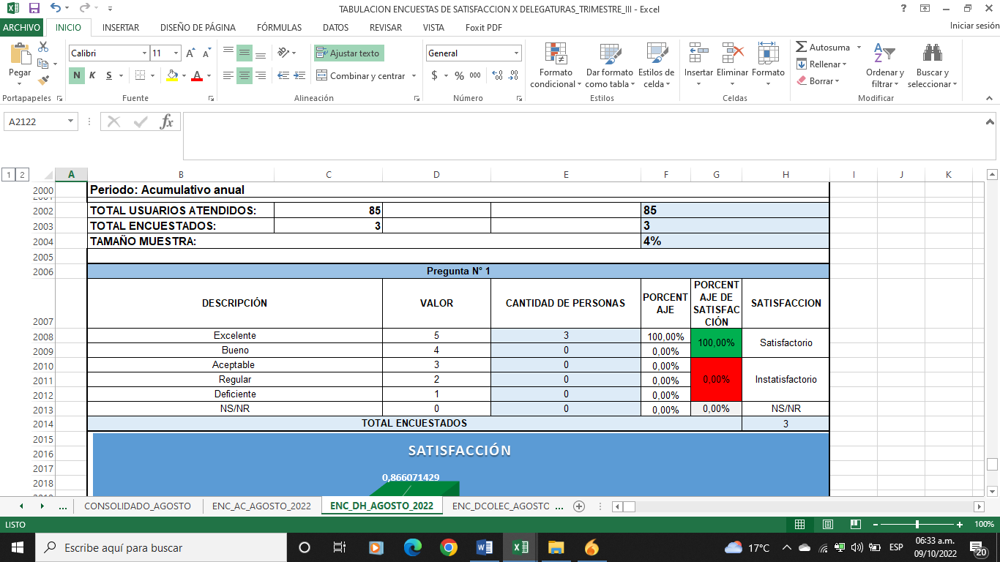 TABULACION ENCUESTAS DE SATISFACCION X DELEGATURAS_TRIMESTRE_III - Excel
ARCHIVO INICIO INSERTAR DISEÑO DE PÁGINA FÓRMULAS DATOS REVISAR VISTA Foxit PDF Iniciar sesión
Pegar
Portapapeles
Calibri 11
N K S
Fuente
Ajustar texto
Combinar y centrar
Alineación
General
$ % 000
Número
Formato condicional
Dar formato como tabla
Estilos de celda
Estilos
Insertar Eliminar Formato
Celdas
Autosuma
Rellenar
Borrar
Ordenar y filtrar
Buscar y seleccionar
Modificar
A2122
fx
1 2
A B C D E F G H I J K
2000 Periodo: Acumulativo anual
2002 TOTAL USUARIOS ATENDIDOS: 85 85
2003 TOTAL ENCUESTADOS: 3 3
2004 TAMAÑO MUESTRA: 4%
2005
2006 Pregunta N° 1
2007 DESCRIPCIÓN VALOR CANTIDAD DE PERSONAS PORCENTAJE PORCENTAJE DE SATISFACCIÓN SATISFACCION
2008 Excelente 5 3 100,00% 100,00% Satisfactorio
2009 Bueno 4 0 0,00%
2010 Aceptable 3 0 0,00%
2011 Regular 2 0 0,00% 0,00% Instatisfactorio
2012 Deficiente 1 0 0,00%
2013 NS/NR 0 0 0,00% 0,00% NS/NR
2014 TOTAL ENCUESTADOS 3
2015
2016 SATISFACCIÓN
2017
2018 0,866071429
... CONSOLIDADO_AGOSTO ENC_AC_AGOSTO_2022 ENC_DH_AGOSTO_2022 ENC_DCOLEC_AGOSTO ...
LISTO 100%
Escribe aquí para buscar
17°C ESP 06:33 a.m.
09/10/2022
20